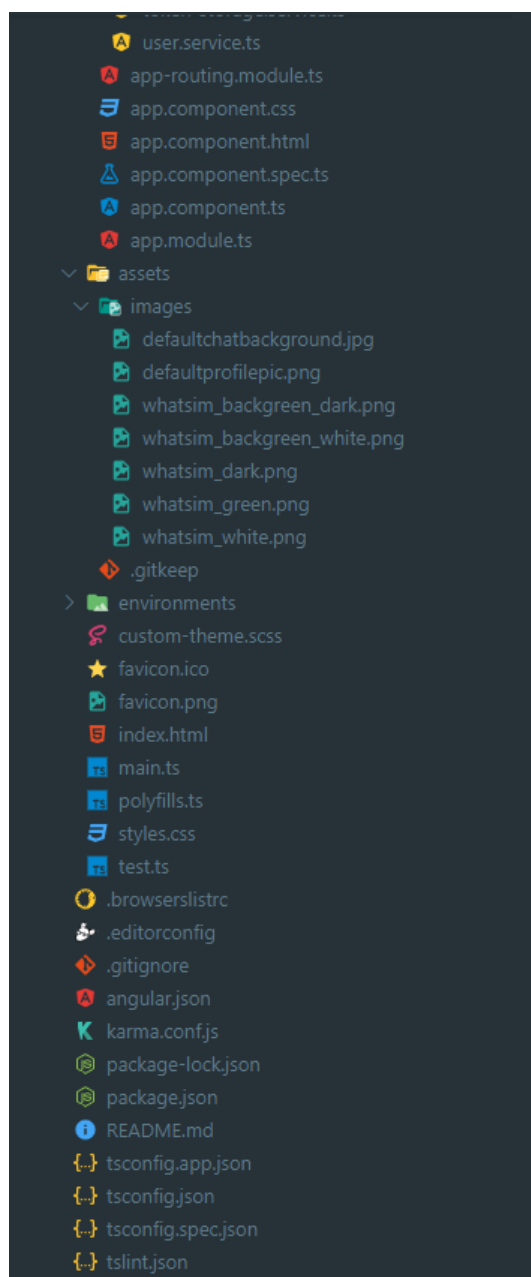 user.service.ts
app-routing.module.ts
app.component.css
app.component.html
app.component.spec.ts
app.component.ts
app.module.ts
assets
images
defaultchatbackground.jpg
defaultprofilepic.png
whatsim_backgreen_dark.png
whatsim_backgreen_white.png
whatsim_dark.png
whatsim_green.png
whatsim_white.png
.gitkeep
environments
custom-theme.scss
favicon.ico
favicon.png
index.html
TS main.ts
TS polyfills.ts
styles.css
TS test.ts
.browserslistrc
.editorconfig
.gitignore
angular.json
karma.conf.js
package-lock.json
package.json
README.md
{...} tsconfig.app.json
{...} tsconfig.json
{...} tsconfig.spec.json
{...} tslint.json